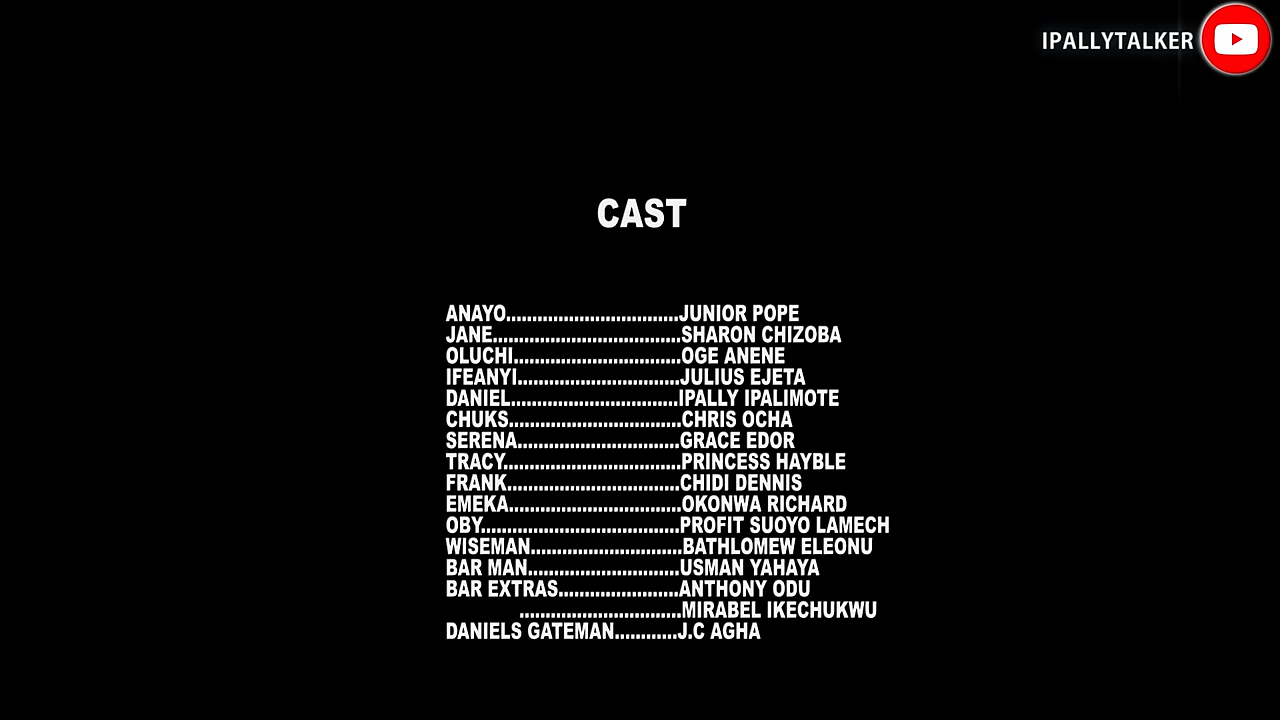 IPALLYTALKER
CAST
ANAYO.................................JUNIOR POPE
JANE....................................SHARON CHIZOBA
OLUCHI................................OGE ANENE
IFEANYI...............................JULIUS EJETA
DANIEL................................IPALLY IPALIMOTE
CHUKS.................................CHRIS OCHA
SERENA...............................GRACE EDOR
TRACY..................................PRINCESS HAYBLE
FRANK.................................CHIDI DENNIS
EMEKA.................................OKONWA RICHARD
OBY......................................PROFIT SUOYO LAMECH
WISEMAN.............................BATHLOMEW ELEONU
BAR MAN.............................USMAN YAHAYA
BAR EXTRAS.......................ANTHONY ODU
...............................MIRABEL IKECHUKWU
DANIELS GATEMAN............J.C AGHA